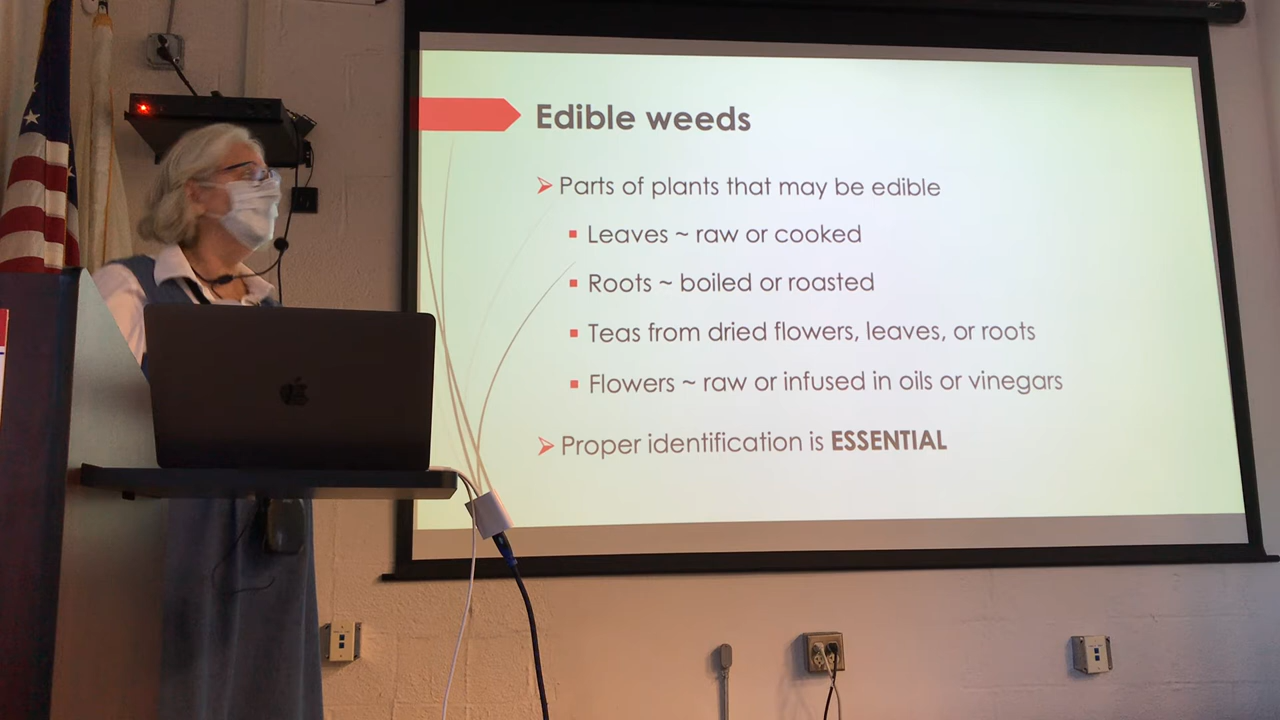 Edible weeds
Parts of plants that may be edible
Leaves ~ raw or cooked
Roots ~ boiled or roasted
Teas from dried flowers, leaves, or roots
Flowers ~ raw or infused in oils or vinegars
Proper identification is ESSENTIAL